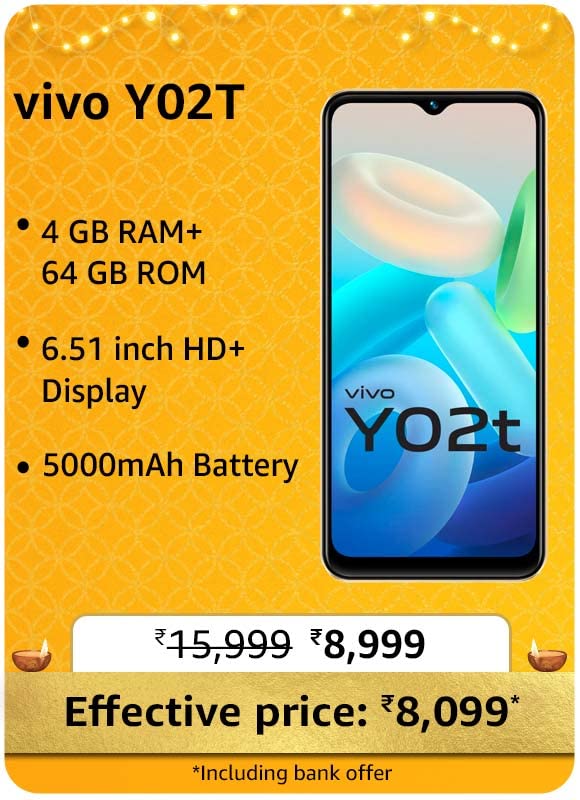 vivo Y02T
• 4 GB RAM+
64 GB ROM
• 6.51 inch HD+
Display
• 5000mAh Battery
vivo
Y02t
₹15,999 ₹8,999
Effective price: ₹8,099*
*Including bank offer